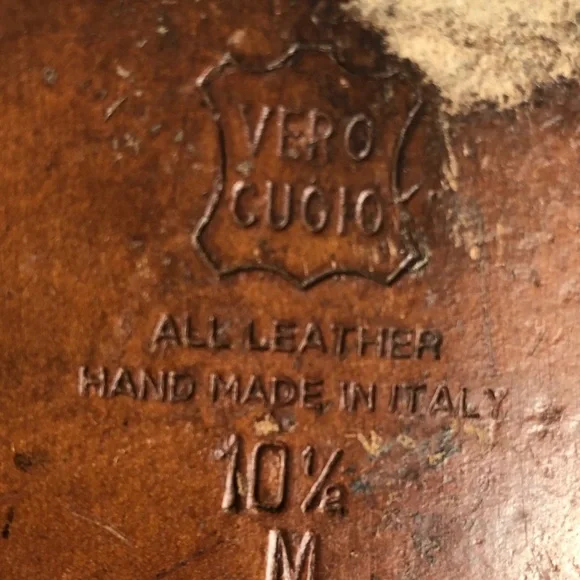 VERO
CUOIO
ALL LEATHER
HAND MADE IN ITALY
10½
M